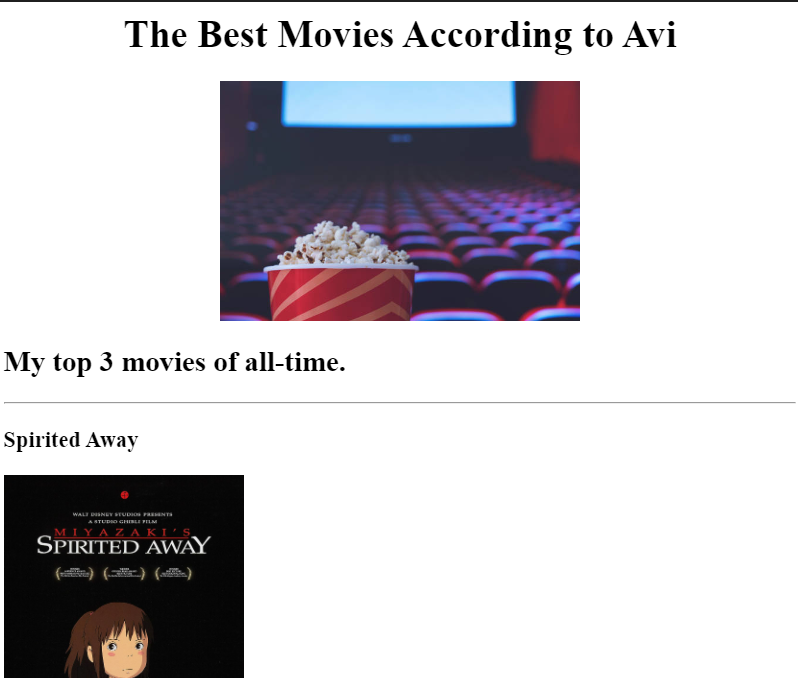 The Best Movies According to Avi
My top 3 movies of all-time.
Spirited Away
WALT DISNEY STUDIOS PRESENTS
A STUDIO GHIBLI FILM
MIYAZAKI'S
SPIRITED AWAY